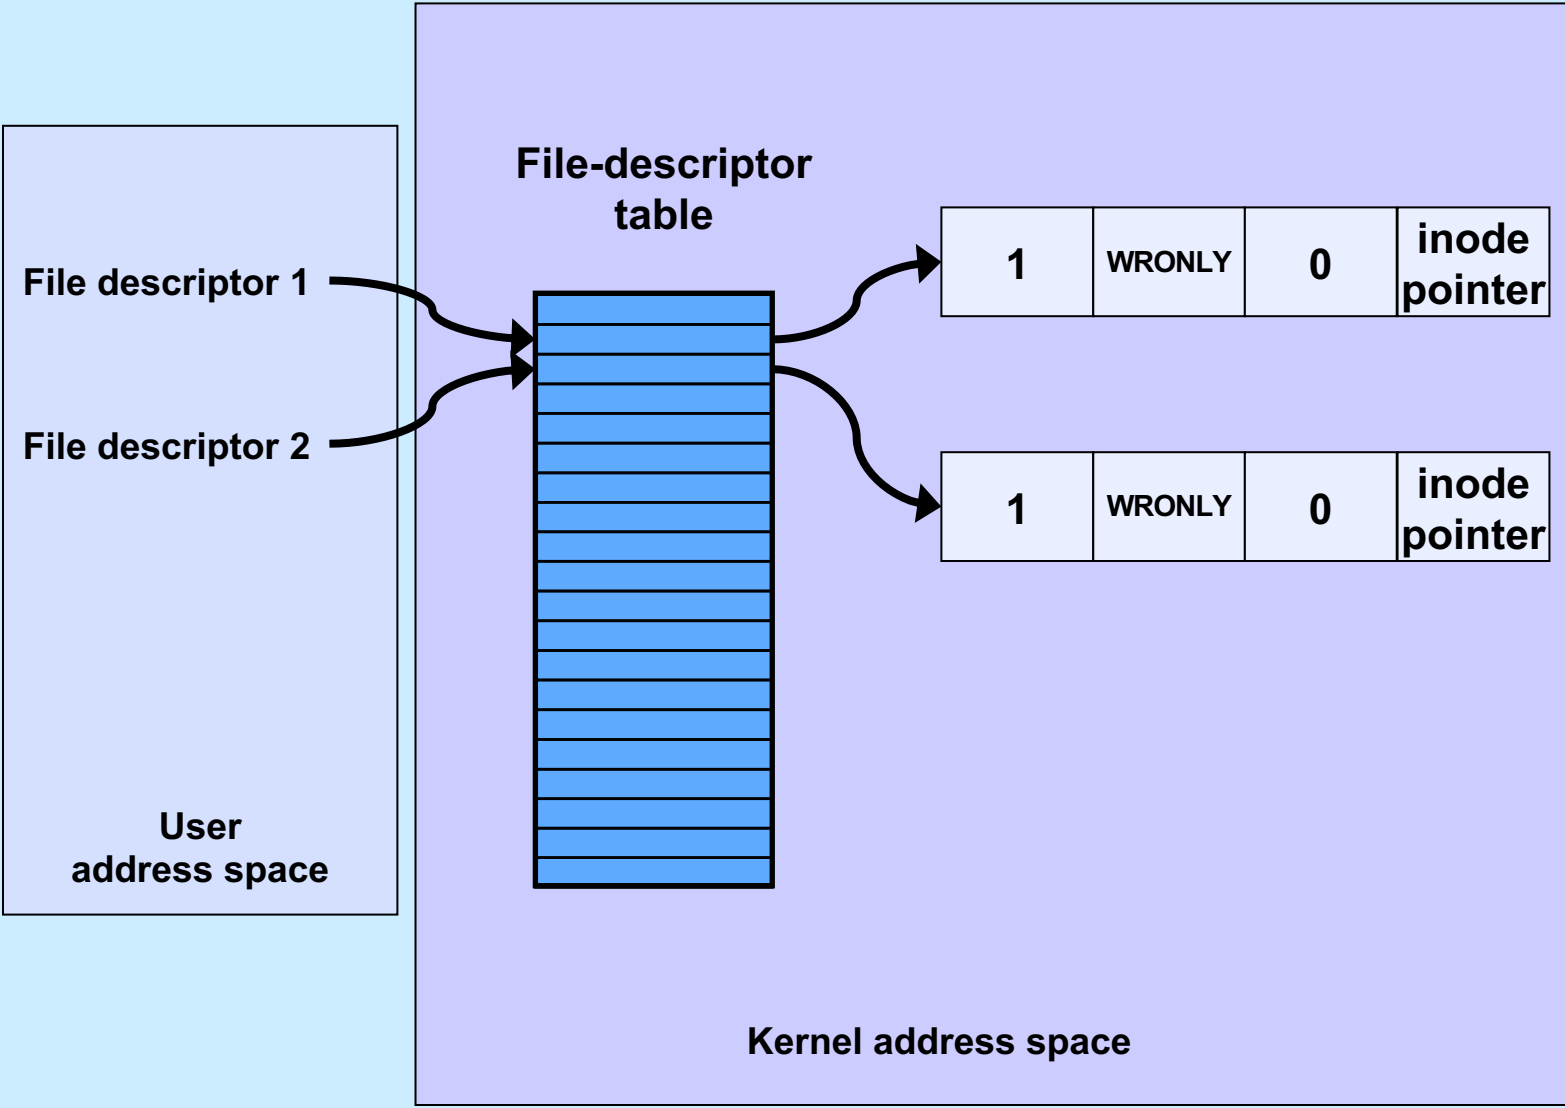 File-descriptor
table
File descriptor 1
File descriptor 2
User
address space
1 WRONLY 0 inode
pointer
1 WRONLY 0 inode
pointer
Kernel address space